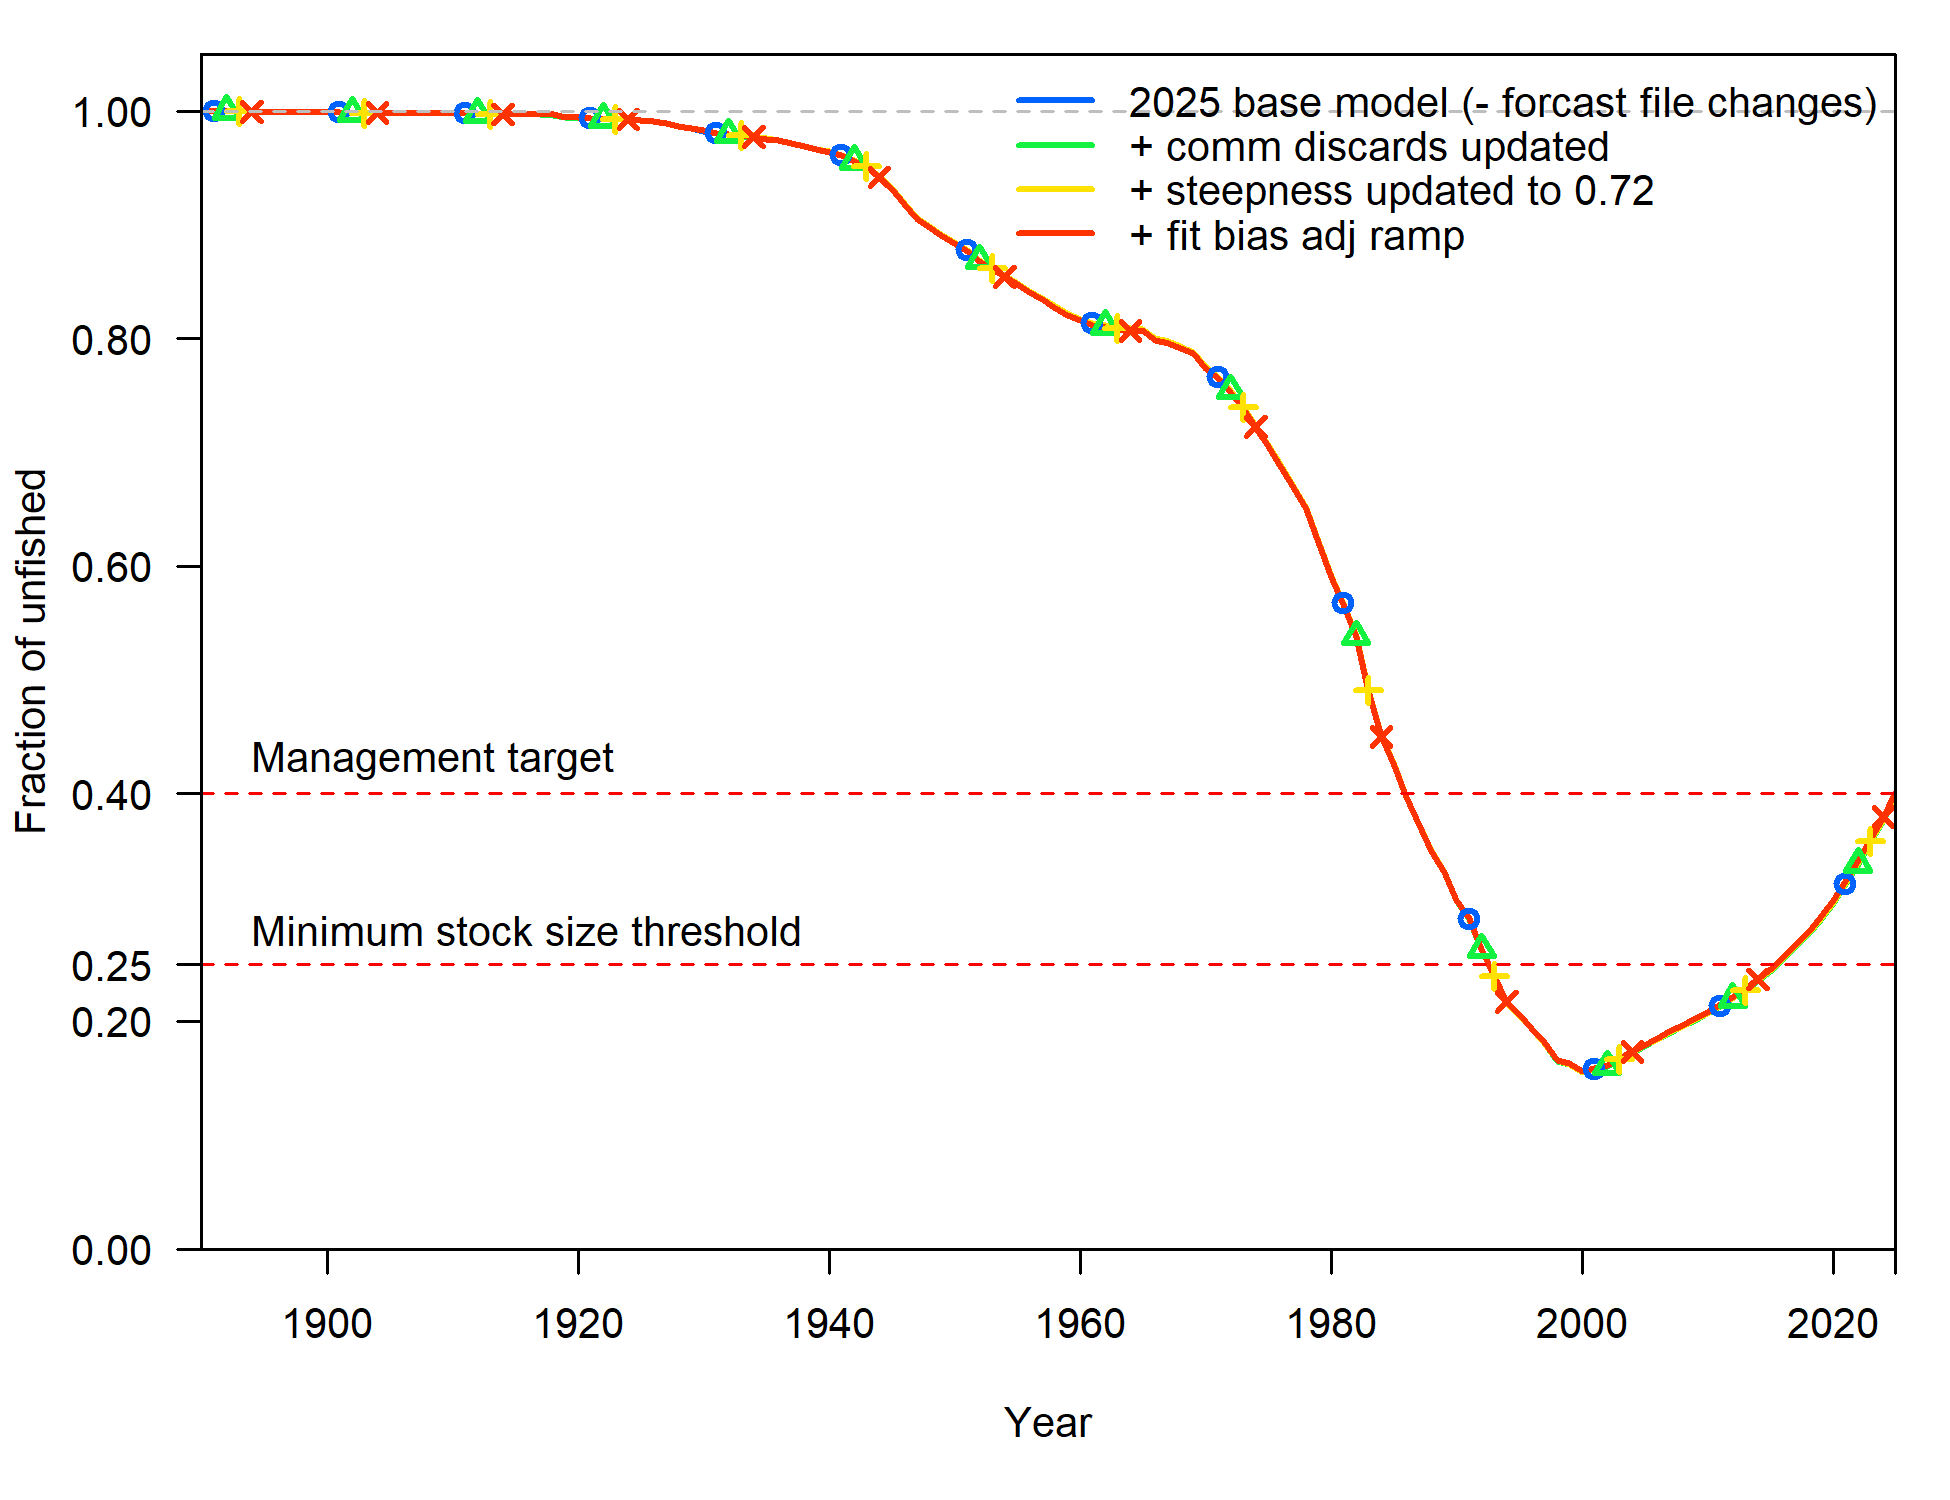 1.00
0.80
0.60
0.40
0.25
0.20
0.00
Fraction of unfished
2025 base model (- forcast file changes)
+ comm discards updated
+ steepness updated to 0.72
+ fit bias adj ramp
Management target
Minimum stock size threshold
1900 1920 1940 1960 1980 2000 2020
Year